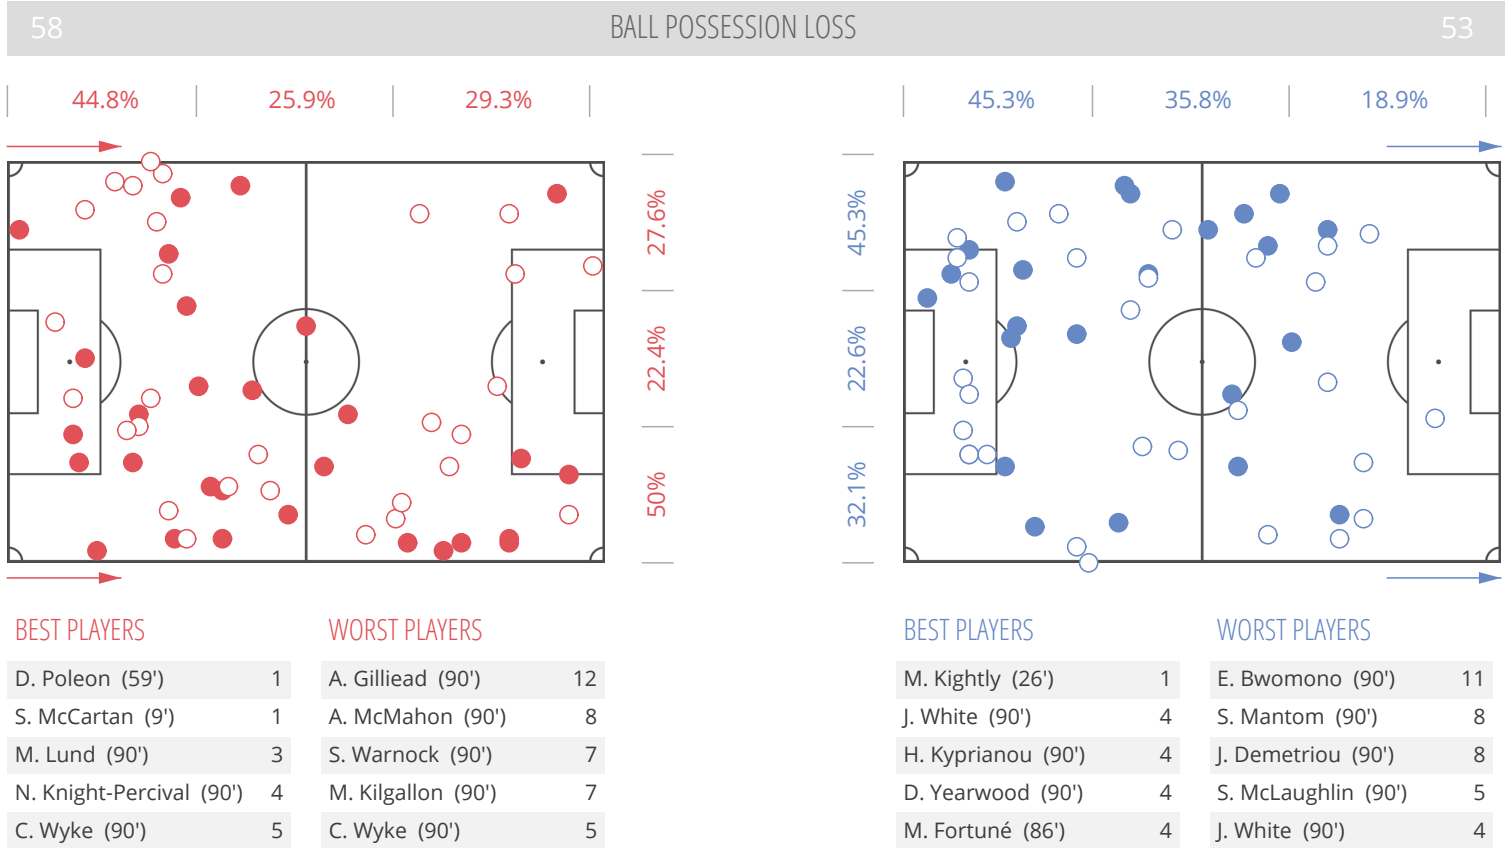 58 BALL POSSESSION LOSS 53
44.8% 25.9% 29.3% 45.3% 35.8% 18.9%
27.6% 45.3%
22.4% 22.6%
50% 32.1%
BEST PLAYERS WORST PLAYERS BEST PLAYERS WORST PLAYERS
D. Poleon (59') 1 A. Gilliead (90') 12 M. Kightly (26') 1 E. Bwomono (90') 11
S. McCartan (9') 1 A. McMahon (90') 8 J. White (90') 4 S. Mantom (90') 8
M. Lund (90') 3 S. Warnock (90') 7 H. Kyprianou (90') 4 J. Demetriou (90') 8
N. Knight-Percival (90') 4 M. Kilgallon (90') 7 D. Yearwood (90') 4 S. McLaughlin (90') 5
C. Wyke (90') 5 C. Wyke (90') 5 M. Fortuné (86') 4 J. White (90') 4